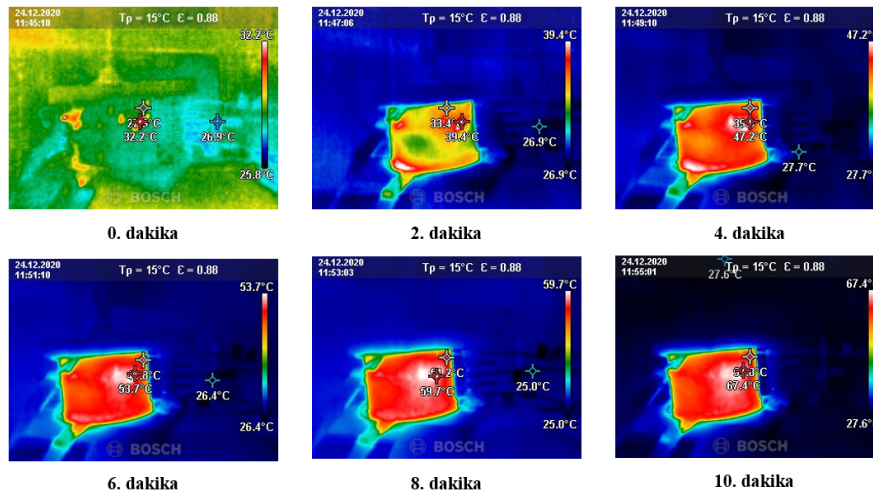 24.12.2020
11:45:10
Tρ = 15°C Ɛ = 0.88
32.2°C
32.2°C
26.9°C
25.8°C
BOSCH
0. dakika
24.12.2020
11:47:06
Tρ = 15°C Ɛ = 0.88
39.4°C
33.4°
39.4°C
26.9°C
26.9°C
BOSCH
2. dakika
24.12.2020
11:49:10
Tρ = 15°C Ɛ = 0.88
47.2°
47.2°C
27.7°C
27.7°
BOSCH
4. dakika
24.12.2020
11:51:10
Tρ = 15°C Ɛ = 0.88
53.7°C
53.7°C
26.4°C
26.4°C
BOSCH
6. dakika
24.12.2020
11:53:03
Tρ = 15°C Ɛ = 0.88
59.7°C
59.7°C
25.0°C
25.0°C
BOSCH
8. dakika
24.12.2020
11:55:01
Tρ = 15°C Ɛ = 0.88
27.6°C
67.4°
67.4°C
27.6°
BOSCH
10. dakika